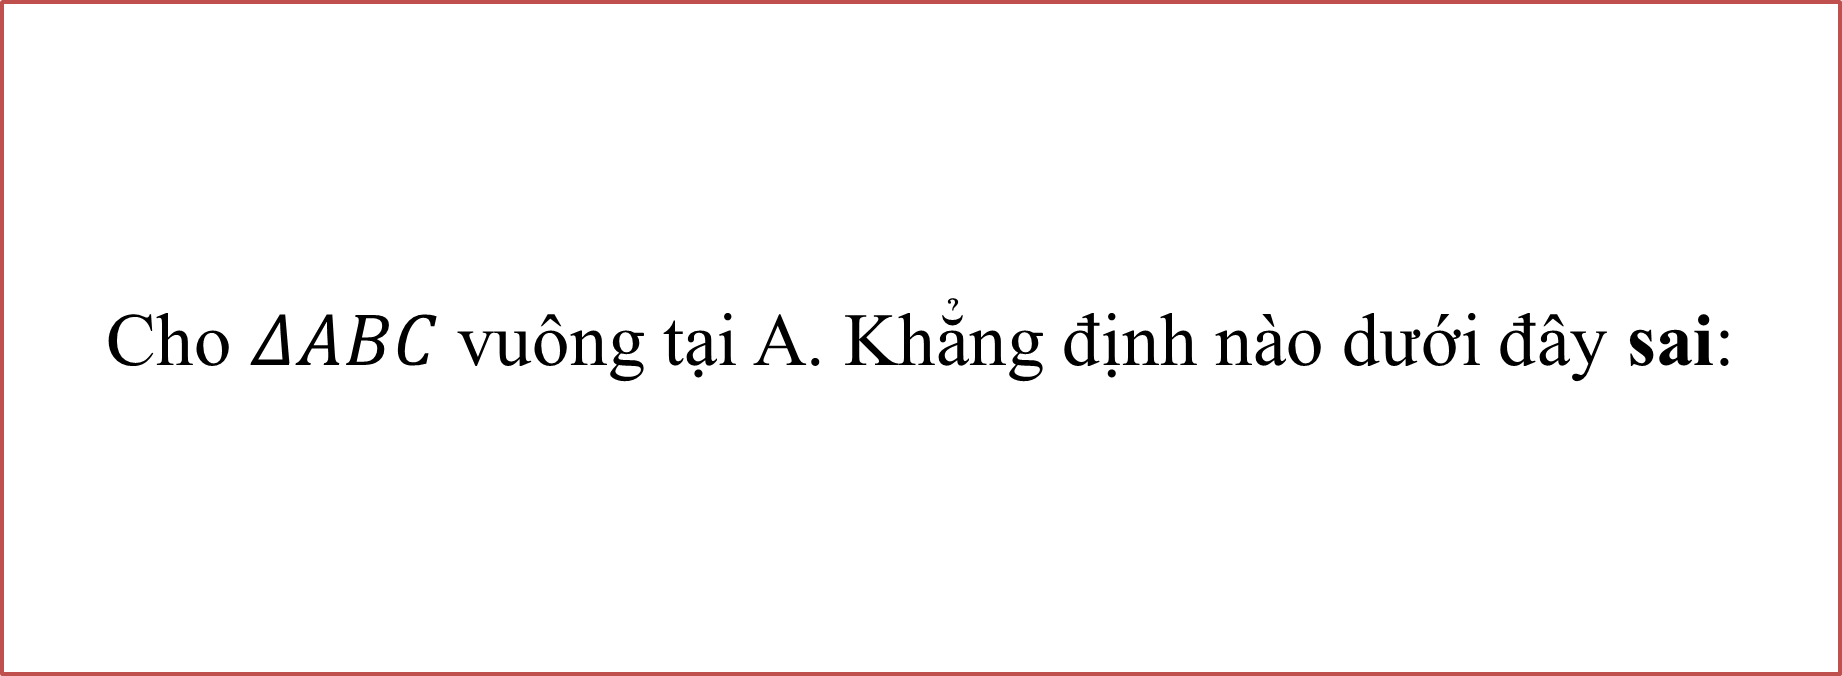 Cho ΔABC vuông tại A. Khẳng định nào dưới đây sai: